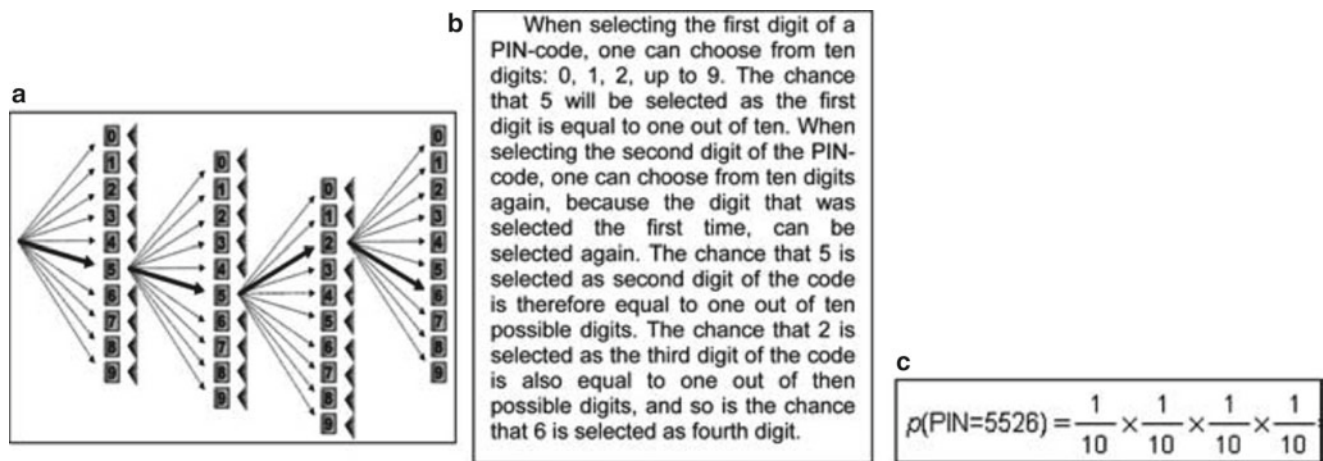 a
0 0
1 0 1
2 1 0 2
3 2 1 3
4 3 2 4
5 4 3 5
6 5 4 6
7 6 5 7
8 7 6 8
9 8 7 9
9 8
9
b
When selecting the first digit of a
PIN-code, one can choose from ten
digits: 0, 1, 2, up to 9. The chance
that 5 will be selected as the first
digit is equal to one out of ten. When
selecting the second digit of the PIN-
code, one can choose from ten digits
again, because the digit that was
selected the first time, can be
selected again. The chance that 5 is
selected as second digit of the code
is therefore equal to one out of ten
possible digits. The chance that 2 is
selected as the third digit of the code
is also equal to one out of then
possible digits, and so is the chance
that 6 is selected as fourth digit.
c
p(PIN=5526) = 1/10 × 1/10 × 1/10 × 1/10